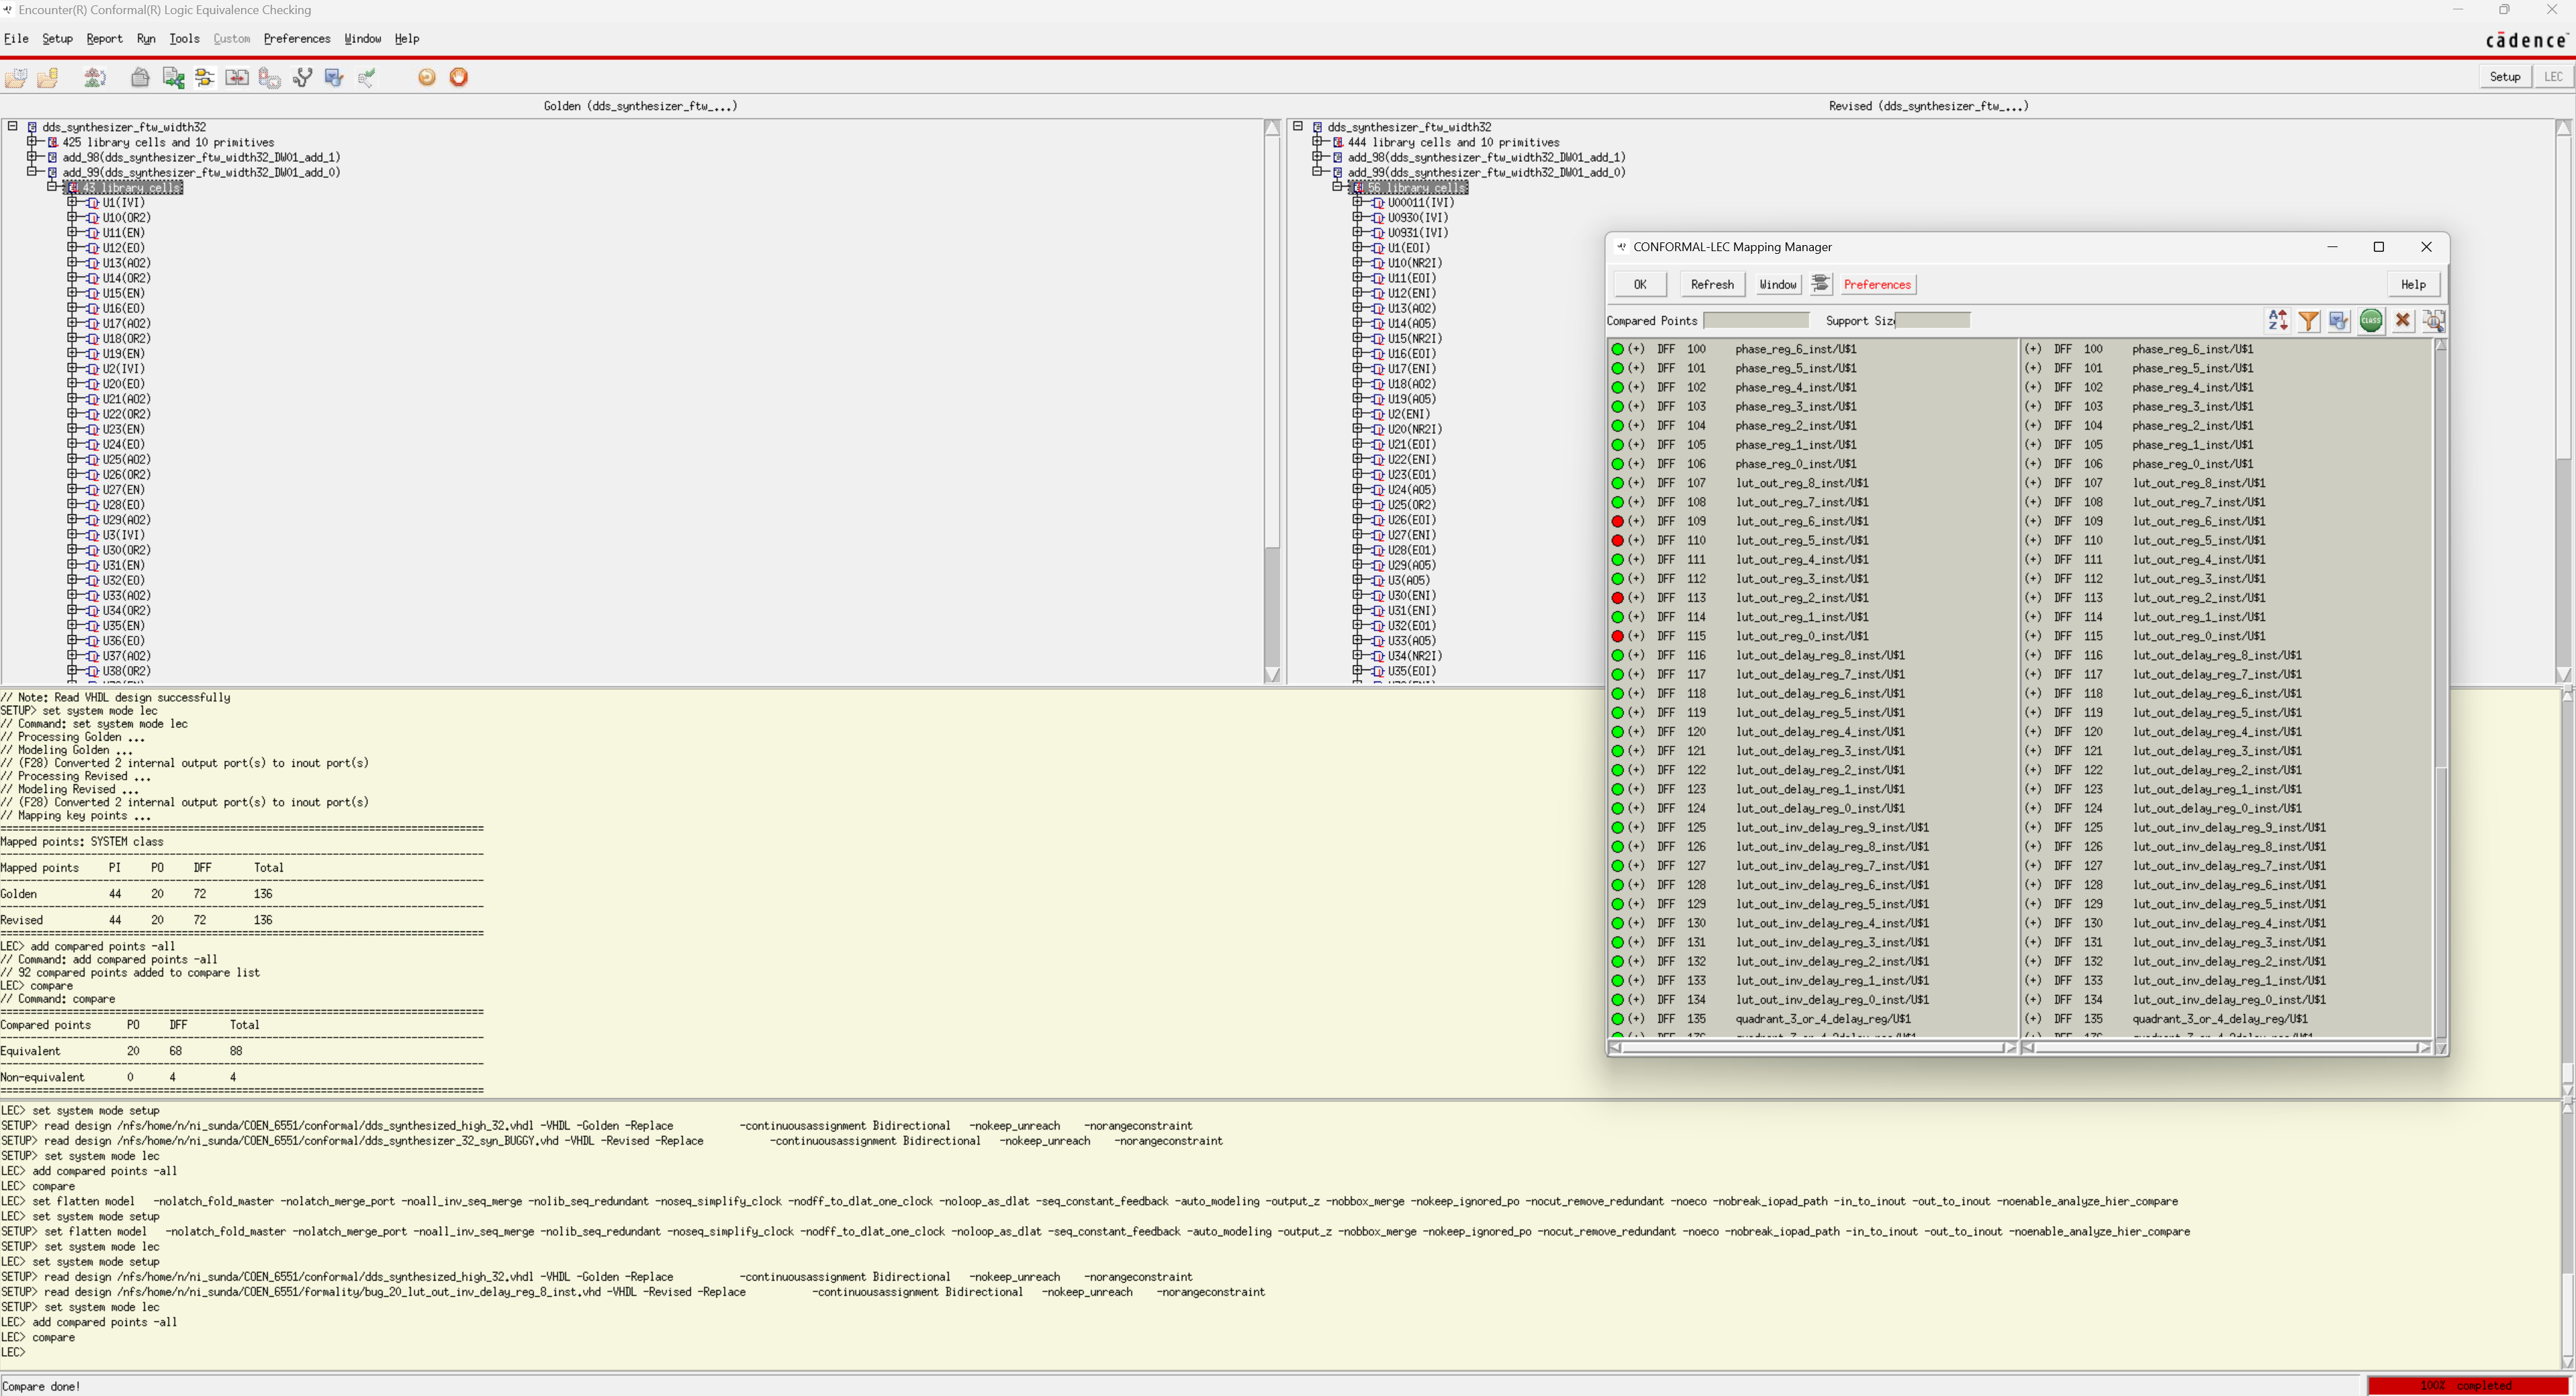 Encounter(R) Conformal(R) Logic Equivalence Checking
File Setup Report Run Tools Custom Preferences Window Help
cādence
Setup LEC
Golden (dds_synthesizer_ftw_...)
dds_synthesizer_ftw_width32
425 library cells and 10 primitives
add_98(dds_synthesizer_ftw_width32_DW01_add_1)
add_99(dds_synthesizer_ftw_width32_DW01_add_0)
43 library cells
U1(IVI)
U10(OR2)
U11(EN)
U12(EO)
U13(AO2)
U14(OR2)
U15(EN)
U16(EO)
U17(AO2)
U18(OR2)
U19(EN)
U2(IVI)
U20(EO)
U21(AO2)
U22(OR2)
U23(EN)
U24(EO)
U25(AO2)
U26(OR2)
U27(EN)
U28(EO)
U29(AO2)
U3(IVI)
U30(OR2)
U31(EN)
U32(EO)
U33(AO2)
U34(OR2)
U35(EN)
U36(EO)
U37(AO2)
U38(OR2)
Revised (dds_synthesizer_ftw_...)
dds_synthesizer_ftw_width32
444 library cells and 10 primitives
add_98(dds_synthesizer_ftw_width32_DW01_add_1)
add_99(dds_synthesizer_ftw_width32_DW01_add_0)
56 library cells
U00011(IVI)
U0930(IVI)
U0931(IVI)
U1(EOI)
U10(NR2I)
U11(EOI)
U12(ENI)
U13(AO2)
U14(AO5)
U15(NR2I)
U16(EOI)
U17(ENI)
U18(AO2)
U19(AO5)
U2(ENI)
U20(NR2I)
U21(EOI)
U22(ENI)
U23(EO1)
U24(AO5)
U25(OR2)
U26(EOI)
U27(ENI)
U28(EO1)
U29(AO5)
U3(AO5)
U30(ENI)
U31(ENI)
U32(EO1)
U33(AO5)
U34(NR2I)
U35(EOI)
CONFORMAL-LEC Mapping Manager
OK Refresh Window Preferences Help
Compared Points Support Siz
CLASS
(+) DFF 100 phase_reg_6_inst/U$1 (+) DFF 100 phase_reg_6_inst/U$1
(+) DFF 101 phase_reg_5_inst/U$1 (+) DFF 101 phase_reg_5_inst/U$1
(+) DFF 102 phase_reg_4_inst/U$1 (+) DFF 102 phase_reg_4_inst/U$1
(+) DFF 103 phase_reg_3_inst/U$1 (+) DFF 103 phase_reg_3_inst/U$1
(+) DFF 104 phase_reg_2_inst/U$1 (+) DFF 104 phase_reg_2_inst/U$1
(+) DFF 105 phase_reg_1_inst/U$1 (+) DFF 105 phase_reg_1_inst/U$1
(+) DFF 106 phase_reg_0_inst/U$1 (+) DFF 106 phase_reg_0_inst/U$1
(+) DFF 107 lut_out_reg_8_inst/U$1 (+) DFF 107 lut_out_reg_8_inst/U$1
(+) DFF 108 lut_out_reg_7_inst/U$1 (+) DFF 108 lut_out_reg_7_inst/U$1
(+) DFF 109 lut_out_reg_6_inst/U$1 (+) DFF 109 lut_out_reg_6_inst/U$1
(+) DFF 110 lut_out_reg_5_inst/U$1 (+) DFF 110 lut_out_reg_5_inst/U$1
(+) DFF 111 lut_out_reg_4_inst/U$1 (+) DFF 111 lut_out_reg_4_inst/U$1
(+) DFF 112 lut_out_reg_3_inst/U$1 (+) DFF 112 lut_out_reg_3_inst/U$1
(+) DFF 113 lut_out_reg_2_inst/U$1 (+) DFF 113 lut_out_reg_2_inst/U$1
(+) DFF 114 lut_out_reg_1_inst/U$1 (+) DFF 114 lut_out_reg_1_inst/U$1
(+) DFF 115 lut_out_reg_0_inst/U$1 (+) DFF 115 lut_out_reg_0_inst/U$1
(+) DFF 116 lut_out_delay_reg_8_inst/U$1 (+) DFF 116 lut_out_delay_reg_8_inst/U$1
(+) DFF 117 lut_out_delay_reg_7_inst/U$1 (+) DFF 117 lut_out_delay_reg_7_inst/U$1
(+) DFF 118 lut_out_delay_reg_6_inst/U$1 (+) DFF 118 lut_out_delay_reg_6_inst/U$1
(+) DFF 119 lut_out_delay_reg_5_inst/U$1 (+) DFF 119 lut_out_delay_reg_5_inst/U$1
(+) DFF 120 lut_out_delay_reg_4_inst/U$1 (+) DFF 120 lut_out_delay_reg_4_inst/U$1
(+) DFF 121 lut_out_delay_reg_3_inst/U$1 (+) DFF 121 lut_out_delay_reg_3_inst/U$1
(+) DFF 122 lut_out_delay_reg_2_inst/U$1 (+) DFF 122 lut_out_delay_reg_2_inst/U$1
(+) DFF 123 lut_out_delay_reg_1_inst/U$1 (+) DFF 123 lut_out_delay_reg_1_inst/U$1
(+) DFF 124 lut_out_delay_reg_0_inst/U$1 (+) DFF 124 lut_out_delay_reg_0_inst/U$1
(+) DFF 125 lut_out_inv_delay_reg_9_inst/U$1 (+) DFF 125 lut_out_inv_delay_reg_9_inst/U$1
(+) DFF 126 lut_out_inv_delay_reg_8_inst/U$1 (+) DFF 126 lut_out_inv_delay_reg_8_inst/U$1
(+) DFF 127 lut_out_inv_delay_reg_7_inst/U$1 (+) DFF 127 lut_out_inv_delay_reg_7_inst/U$1
(+) DFF 128 lut_out_inv_delay_reg_6_inst/U$1 (+) DFF 128 lut_out_inv_delay_reg_6_inst/U$1
(+) DFF 129 lut_out_inv_delay_reg_5_inst/U$1 (+) DFF 129 lut_out_inv_delay_reg_5_inst/U$1
(+) DFF 130 lut_out_inv_delay_reg_4_inst/U$1 (+) DFF 130 lut_out_inv_delay_reg_4_inst/U$1
(+) DFF 131 lut_out_inv_delay_reg_3_inst/U$1 (+) DFF 131 lut_out_inv_delay_reg_3_inst/U$1
(+) DFF 132 lut_out_inv_delay_reg_2_inst/U$1 (+) DFF 132 lut_out_inv_delay_reg_2_inst/U$1
(+) DFF 133 lut_out_inv_delay_reg_1_inst/U$1 (+) DFF 133 lut_out_inv_delay_reg_1_inst/U$1
(+) DFF 134 lut_out_inv_delay_reg_0_inst/U$1 (+) DFF 134 lut_out_inv_delay_reg_0_inst/U$1
(+) DFF 135 quadrant_3_or_4_delay_reg/U$1 (+) DFF 135 quadrant_3_or_4_delay_reg/U$1
// Note: Read VHDL design successfully
SETUP> set system mode lec
// Command: set system mode lec
// Processing Golden ...
// Modeling Golden ...
// (F28) Converted 2 internal output port(s) to inout port(s)
// Processing Revised ...
// Modeling Revised ...
// (F28) Converted 2 internal output port(s) to inout port(s)
// Mapping key points ...
Mapped points: SYSTEM class
Mapped points PI PO DFF Total
Golden 44 20 72 136
Revised 44 20 72 136
LEC> add compared points -all
// Command: add compared points -all
// 92 compared points added to compare list
LEC> compare
// Command: compare
Compared points PO DFF Total
Equivalent 20 68 88
Non-equivalent 0 4 4
LEC> set system mode setup
SETUP> read design /nfs/home/n/ni_sunda/COEN_6551/conformal/dds_synthesized_high_32.vhdl -VHDL -Golden -Replace -continuousassignment Bidirectional -nokeep_unreach -norangeconstraint
SETUP> read design /nfs/home/n/ni_sunda/COEN_6551/conformal/dds_synthesizer_32_syn_BUGGY.vhd -VHDL -Revised -Replace -continuousassignment Bidirectional -nokeep_unreach -norangeconstraint
SETUP> set system mode lec
LEC> add compared points -all
LEC> compare
LEC> set flatten model -nolatch_fold_master -nolatch_merge_port -noall_inv_seq_merge -nolib_seq_redundant -noseq_simplify_clock -nodff_to_dlat_one_clock -noloop_as_dlat -seq_constant_feedback -auto_modeling -output_z -nobbox_merge -nokeep_ignored_po -nocut_remove_redundant -noeco -nobreak_iopad_path -in_to_inout -out_to_inout -noenable_analyze_hier_compare
LEC> set system mode setup
SETUP> set flatten model -nolatch_fold_master -nolatch_merge_port -noall_inv_seq_merge -nolib_seq_redundant -noseq_simplify_clock -nodff_to_dlat_one_clock -noloop_as_dlat -seq_constant_feedback -auto_modeling -output_z -nobbox_merge -nokeep_ignored_po -nocut_remove_redundant -noeco -nobreak_iopad_path -in_to_inout -out_to_inout -noenable_analyze_hier_compare
SETUP> set system mode lec
LEC> set system mode setup
SETUP> read design /nfs/home/n/ni_sunda/COEN_6551/conformal/dds_synthesized_high_32.vhdl -VHDL -Golden -Replace -continuousassignment Bidirectional -nokeep_unreach -norangeconstraint
SETUP> read design /nfs/home/n/ni_sunda/COEN_6551/formality/bug_20_lut_out_inv_delay_reg_8_inst.vhd -VHDL -Revised -Replace -continuousassignment Bidirectional -nokeep_unreach -norangeconstraint
SETUP> set system mode lec
LEC> add compared points -all
LEC> compare
LEC>
Compare done!
100% completed